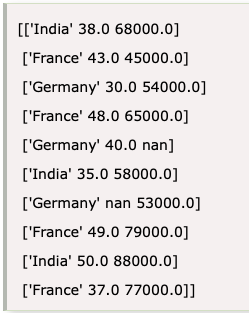 [['India' 38.0 68000.0]
['France' 43.0 45000.0]
['Germany' 30.0 54000.0]
['France' 48.0 65000.0]
['Germany' 40.0 nan]
['India' 35.0 58000.0]
['Germany' nan 53000.0]
['France' 49.0 79000.0]
['India' 50.0 88000.0]
['France' 37.0 77000.0]]